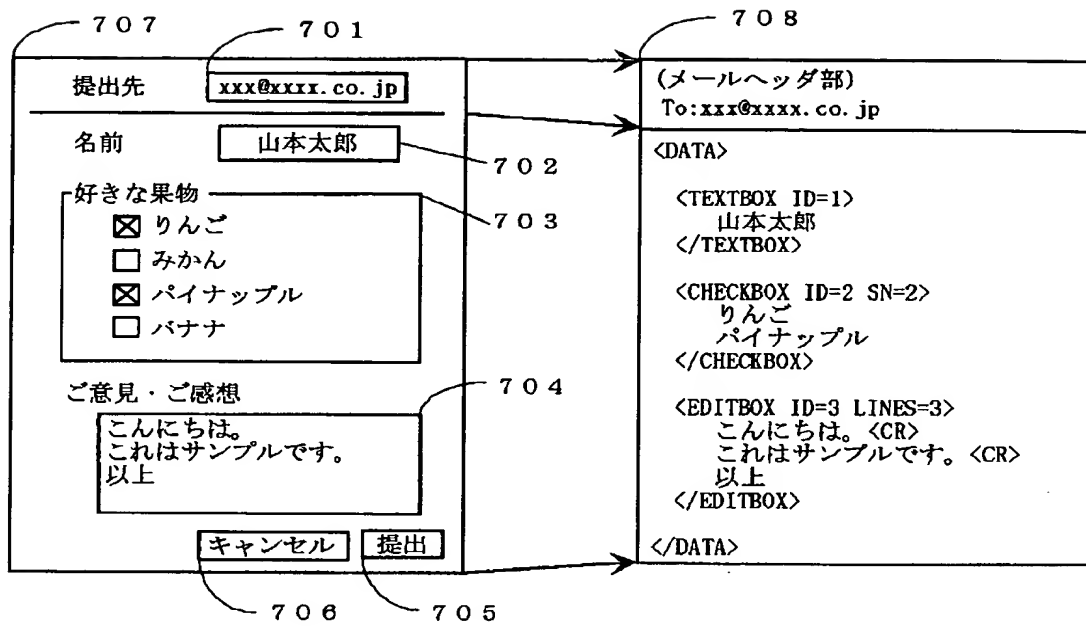 707
701
708
提出先 xxx@xxxx.co.jp
名前 山本太郎
702
好きな果物
703
りんご
みかん
パイナップル
バナナ
ご意見・ご感想
704
こんにちは。
これはサンプルです。
以上
キャンセル 提出
706
705
(メールヘッダ部)
To:xxx@xxxx.co.jp
<DATA>
<TEXTBOX ID=1>
山本太郎
</TEXTBOX>
<CHECKBOX ID=2 SN=2>
りんご
パイナップル
</CHECKBOX>
<EDITBOX ID=3 LINES=3>
こんにちは。<CR>
これはサンプルです。<CR>
以上
</EDITBOX>
</DATA>